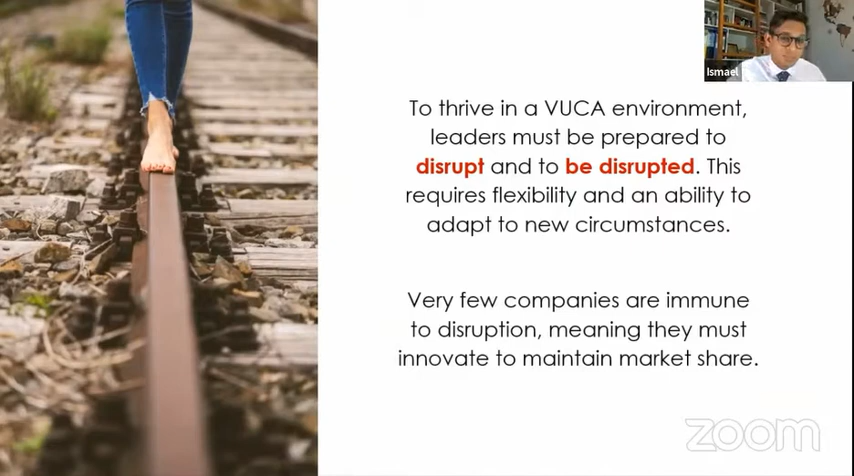 Ismael
To thrive in a VUCA environment,
leaders must be prepared to
disrupt and to be disrupted. This
requires flexibility and an ability to
adapt to new circumstances.
Very few companies are immune
to disruption, meaning they must
innovate to maintain market share.
zoom